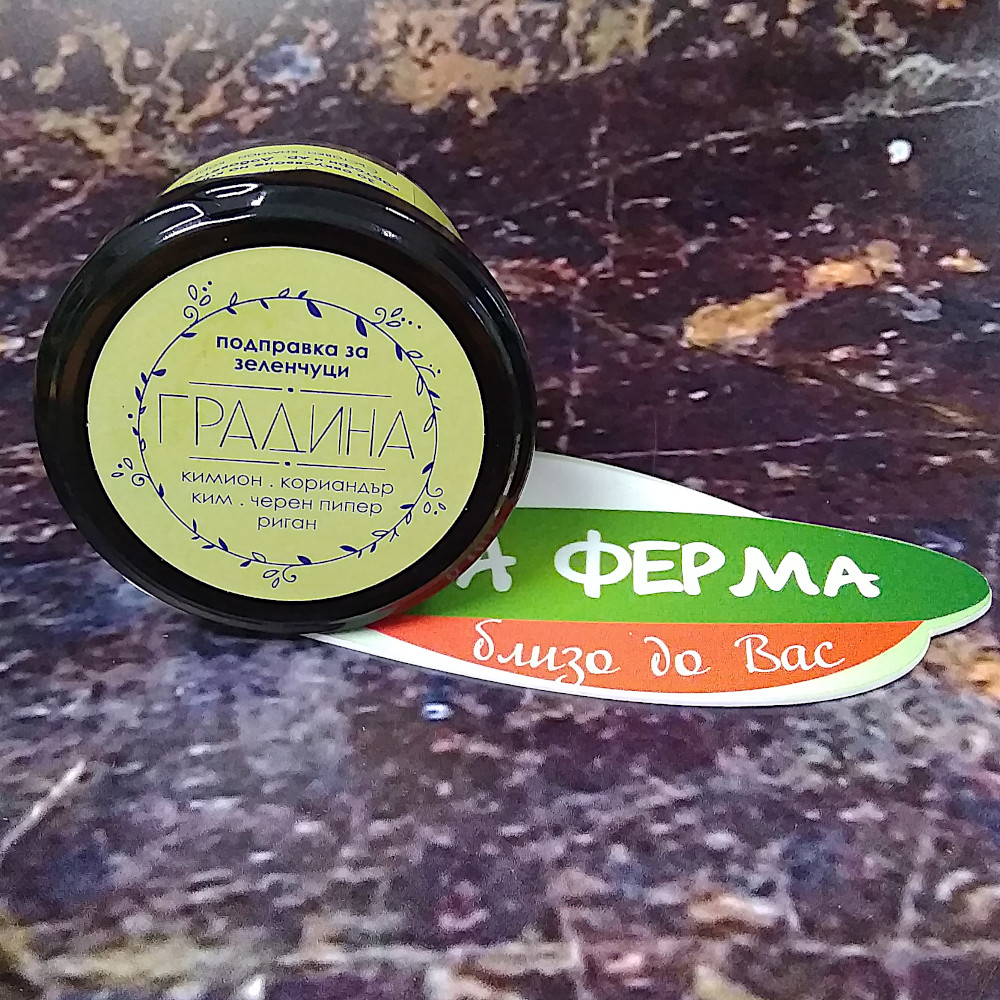 подправка за
зеленчуци
ГРАДИНА
кимион . кориандър
ким . черен пипер
риган
ФЕРМА
близо до Вас